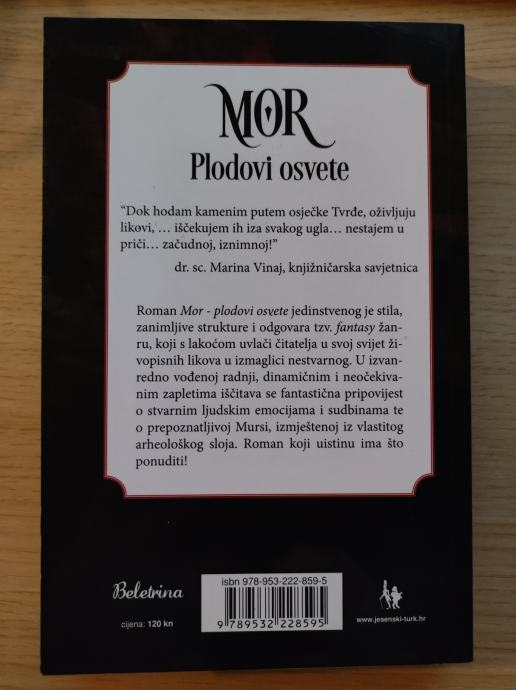 MOR
Plodovi osvete
“Dok hodam kamenim putem osječke Tvrđe, oživljuju
likovi, … iščekujem ih iza svakog ugla… nestajem u
priči… začudnoj, iznimnoj!”
dr. sc. Marina Vinaj, knjižničarska savjetnica
Roman Mor - plodovi osvete jedinstvenog je stila,
zanimljive strukture i odgovara tzv. fantasy žan-
ru, koji s lakoćom uvlači čitatelja u svoj svijet ži-
vopisnih likova u izmaglici nestvarnog. U izvan-
redno vođenoj radnji, dinamičnim i neočekiva-
nim zapletima iščitava se fantastična pripovijest
o stvarnim ljudskim emocijama i sudbinama te
o prepoznatljivoj Mursi, izmještenoj iz vlastitog
arheološkog sloja. Roman koji uistinu ima što
ponuditi!
Beletrina
cijena: 120 kn
isbn 978-953-222-859-5
9 789532 228595
www.jesenski-turk.hr